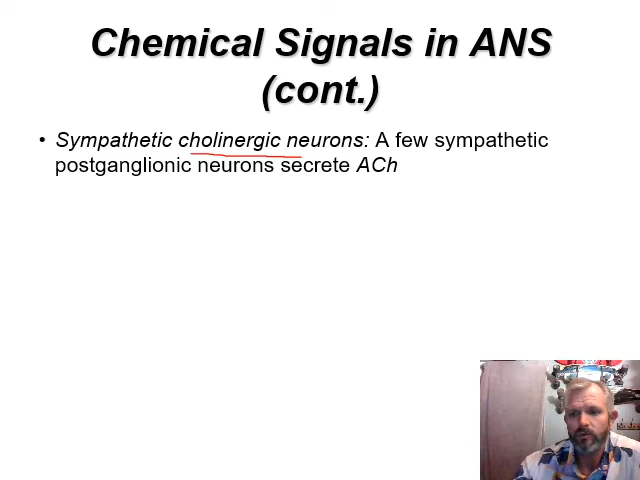 Chemical Signals in ANS
(cont.)
• Sympathetic cholinergic neurons: A few sympathetic
postganglionic neurons secrete ACh